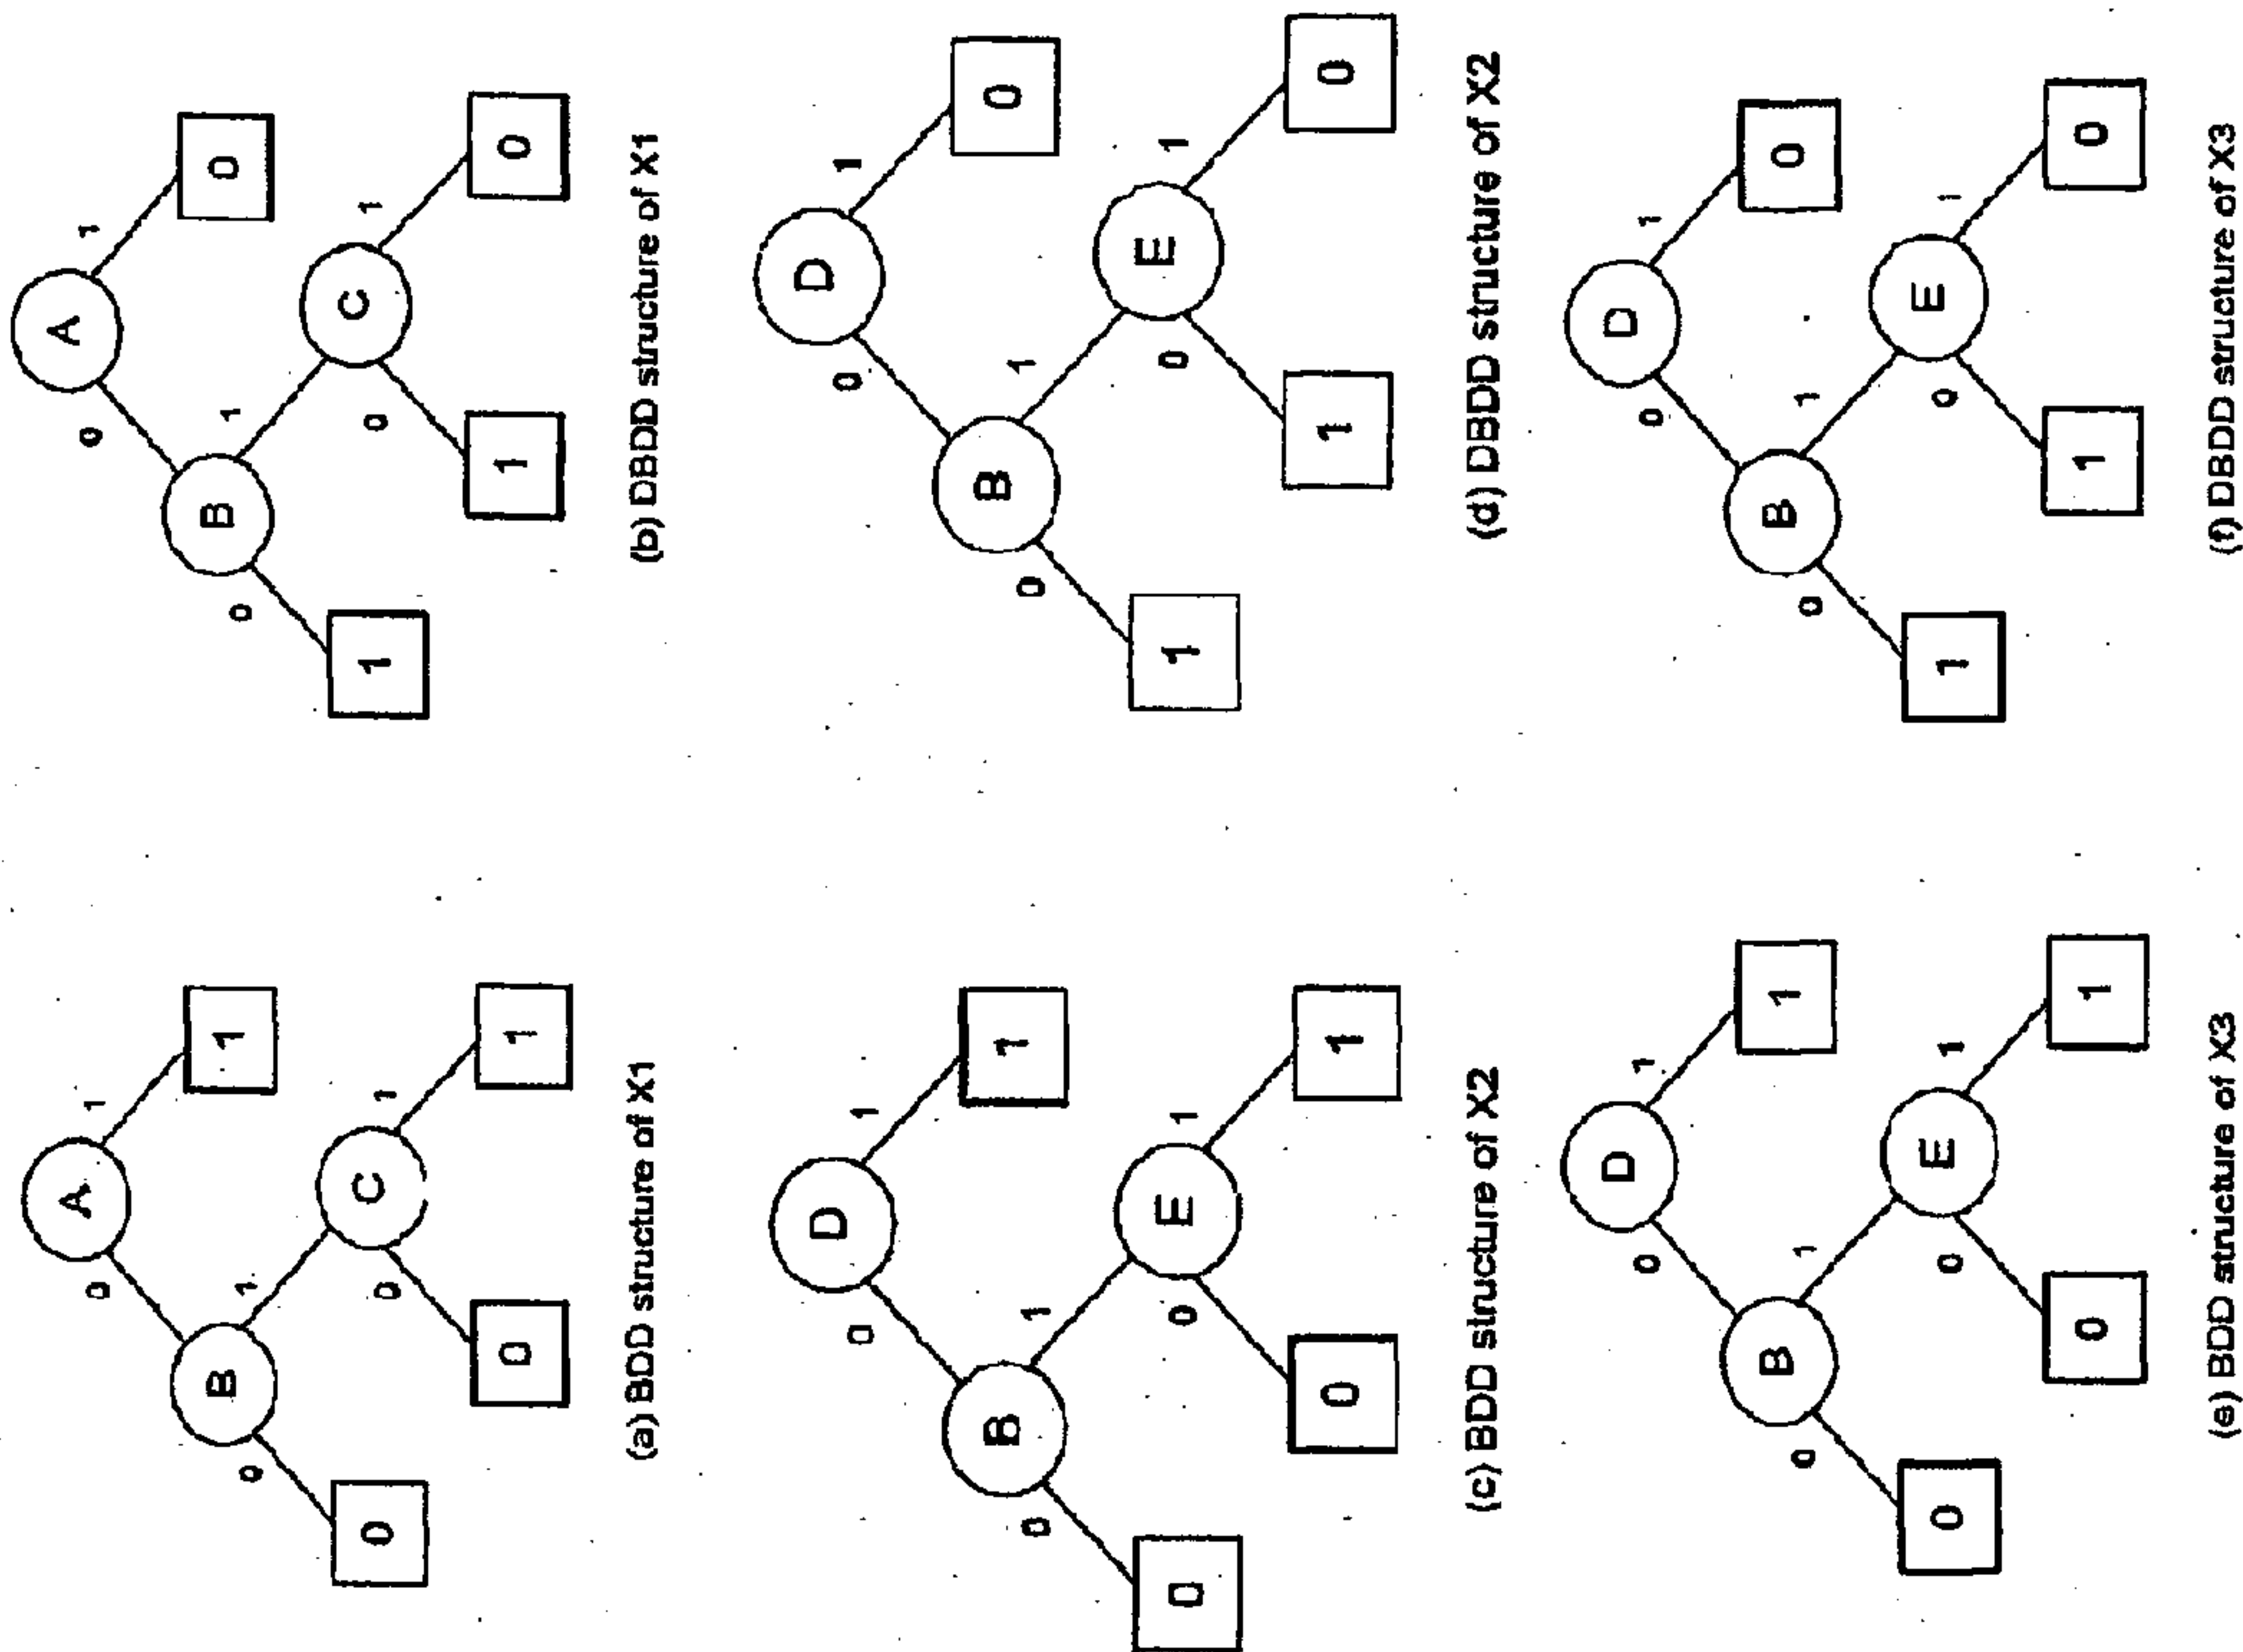 A
0 1
B 1
0 1
0 C
0 1
0 1
(a) BDD structure of X1
A
0 1
B 0
0 1
1 C
0 1
1 0
(b) DBDD structure of X1
D
0 1
B 1
0 1
0 E
0 1
0 1
(c) BDD structure of X2
D
0 1
B 0
0 1
1 E
0 1
1 0
(d) DBDD structure of X2
D
0 1
B 1
0 1
0 E
0 1
0 1
(e) BDD structure of X3
D
0 1
B 0
0 1
1 E
0 1
1 0
(f) DBDD structure of X3